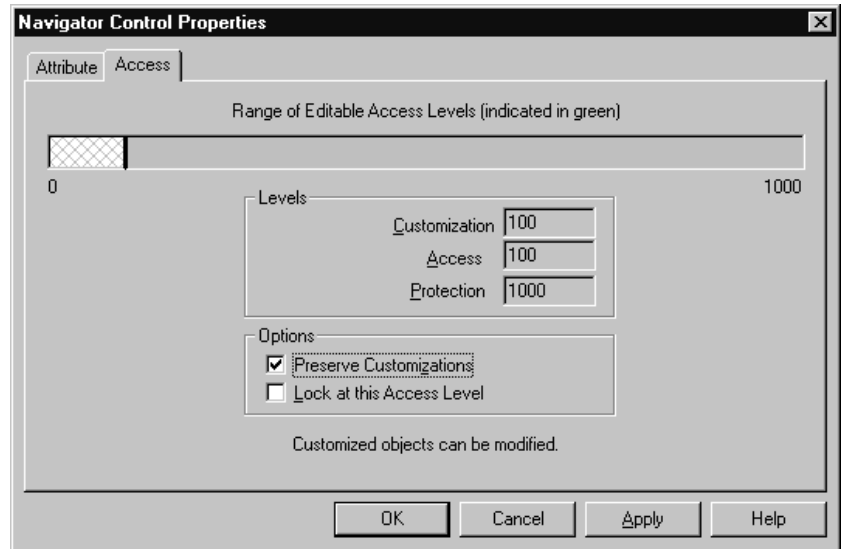 Navigator Control Properties
Attribute Access
Range of Editable Access Levels (indicated in green)
0 1000
Levels
Customization 100
Access 100
Protection 1000
Options
Preserve Customizations
Lock at this Access Level
Customized objects can be modified.
OK Cancel Apply Help